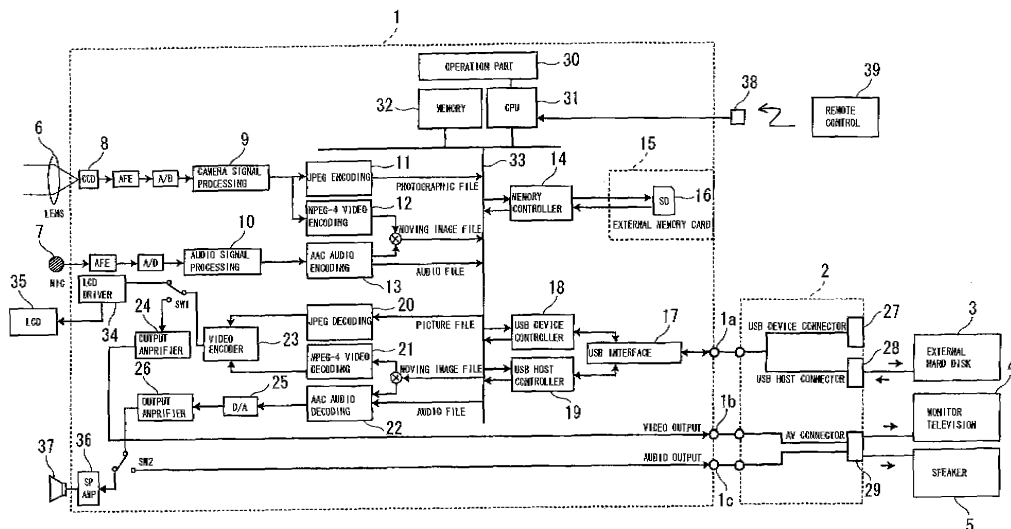 1
OPERATION PART
30
32
MEMORY
CPU
31
38
39
REMOTE
CONTROL
6
8
9
LENS
CCD
AFE
A/D
CAMERA SIGNAL
PROCESSING
JPEG ENCODING
11
PHOTOGRAPHIC FILE
33
14
MEMORY
CONTROLLER
15
SD
16
EXTERNAL MEMORY CARD
MPEG-4 VIDEO
ENCODING
12
MOVING IMAGE FILE
7
MIC
AFE
A/D
10
AUDIO SIGNAL
PROCESSING
AAC AUDIO
ENCODING
13
AUDIO FILE
35
LCD
LCD
DRIVER
34
SW1
24
OUTPUT
AMPRIFIER
VIDEO
ENCODER
23
20
JPEG DECODING
PICTURE FILE
18
USB DEVICE
CONTROLLER
17
USB INTERFACE
1a
2
USB DEVICE CONNECTOR
27
28
USB HOST CONNECTOR
3
EXTERNAL
HARD DISK
21
MPEG-4 VIDEO
DECODING
MOVING IMAGE FILE
USB HOST
CONTROLLER
19
26
OUTPUT
AMPRIFIER
25
D/A
AAC AUDIO
DECODING
22
AUDIO FILE
4
MONITOR
TELEVISION
VIDEO OUTPUT
1b
AV CONNECTOR
29
37
36
SP
AMP
SW2
AUDIO OUTPUT
1c
SPEAKER
5